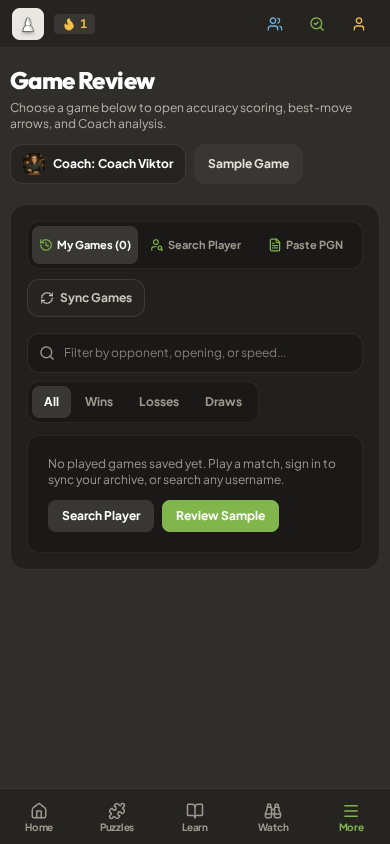 1
Game Review
Choose a game below to open accuracy scoring, best-move
arrows, and Coach analysis.
Coach: Coach Viktor
Sample Game
My Games (0)
Search Player
Paste PGN
Sync Games
Filter by opponent, opening, or speed...
All
Wins
Losses
Draws
No played games saved yet. Play a match, sign in to
sync your archive, or search any username.
Search Player
Review Sample
Home
Puzzles
Learn
Watch
More